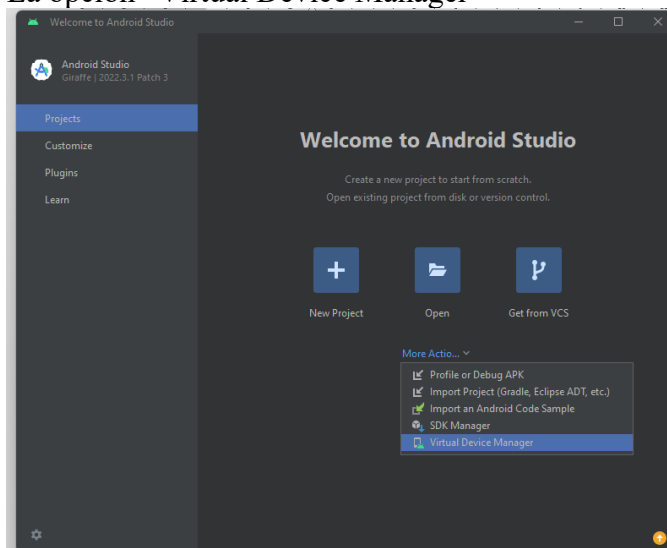 La opción Virtual Device Manager
Welcome to Android Studio
Android Studio
Giraffe | 2022.3.1 Patch 3
Projects
Customize
Plugins
Learn
Welcome to Android Studio
Create a new project to start from scratch.
Open existing project from disk or version control.
New Project
Open
Get from VCS
More Actio...
Profile or Debug APK
Import Project (Gradle, Eclipse ADT, etc.)
Import an Android Code Sample
SDK Manager
Virtual Device Manager